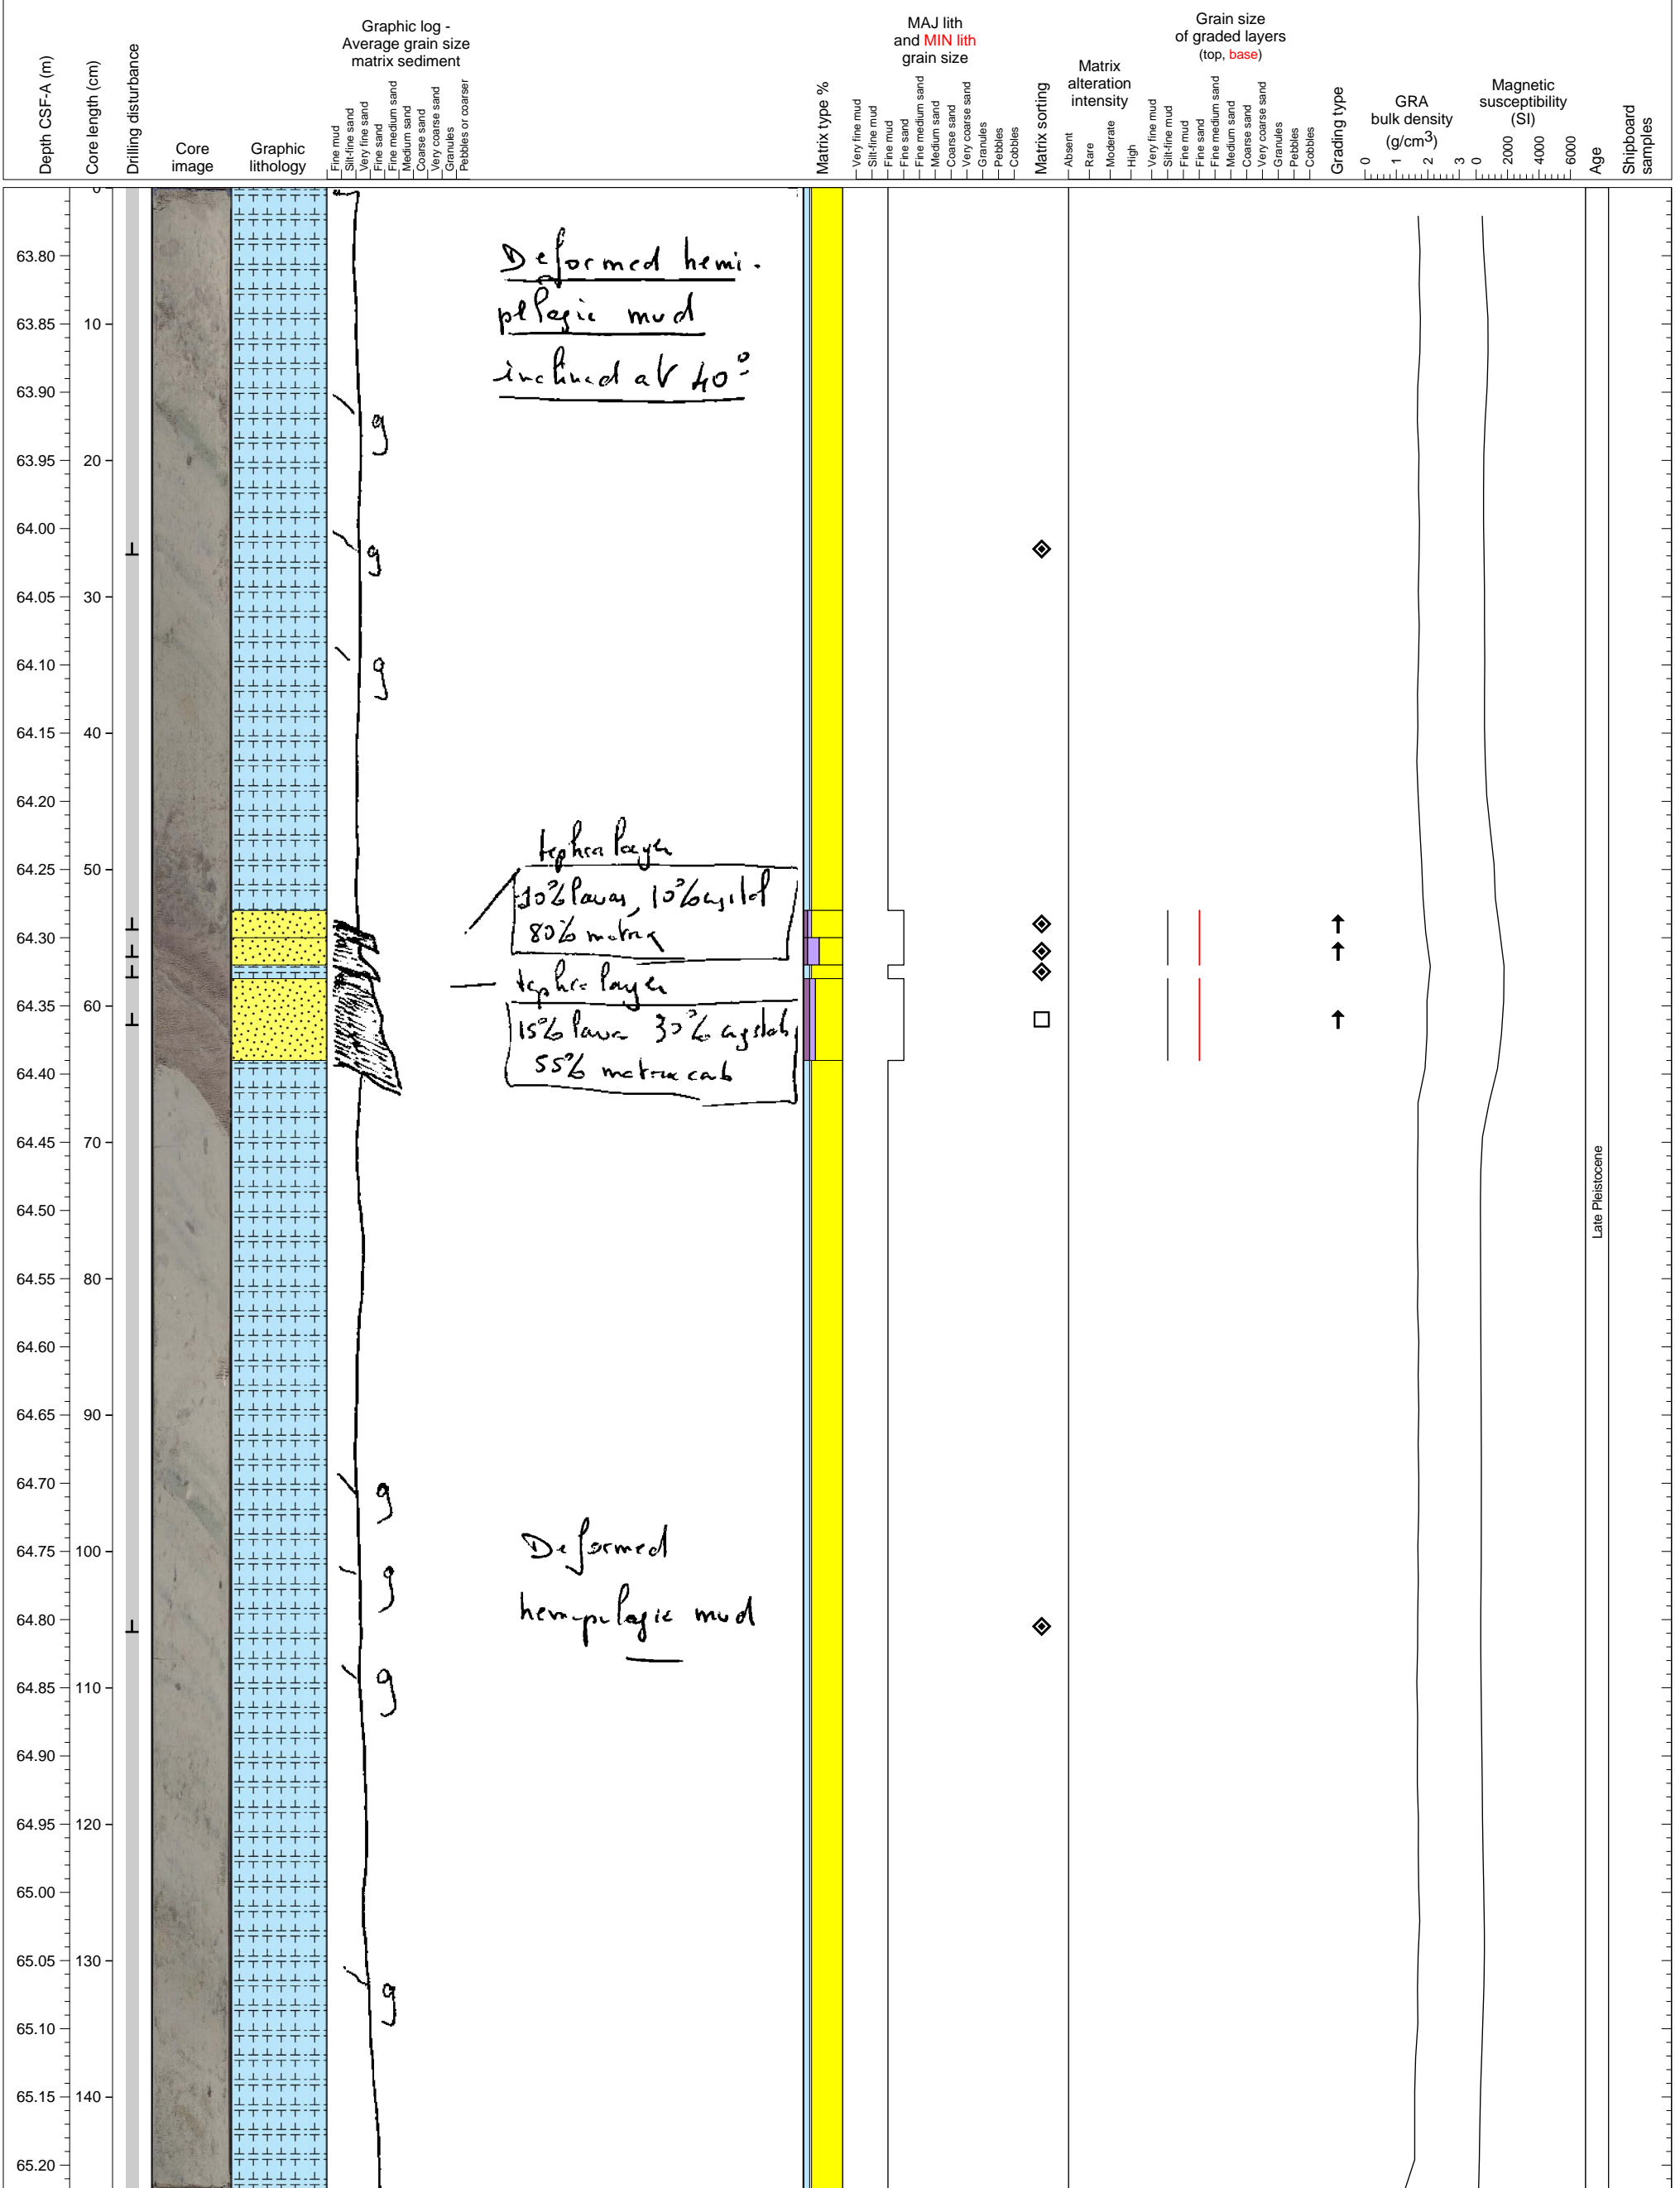 Depth CSF-A (m)
Core length (cm)
Drilling disturbance
Core
image
Graphic
lithology
Graphic log -
Average grain size
matrix sediment
Fine mud
Silt-fine sand
Very fine sand
Fine sand
Fine medium sand
Medium sand
Coarse sand
Very coarse sand
Granules
Pebbles or coarser
Matrix type %
MAJ lith
and MIN lith
grain size
Very fine mud
Silt-fine mud
Fine mud
Fine sand
Fine medium sand
Medium sand
Coarse sand
Very coarse sand
Granules
Pebbles
Cobbles
Matrix sorting
Matrix
alteration
intensity
Absent
Rare
Moderate
High
Grain size
of graded layers
(top, base)
Very fine mud
Silt-fine mud
Fine mud
Fine sand
Fine medium sand
Medium sand
Coarse sand
Very coarse sand
Granules
Pebbles
Cobbles
Grading type
GRA
bulk density
(g/cm3)
0 1 2 3
Magnetic
susceptibility
(SI)
0 2000 4000 6000
Age
Shipboard
samples
0
63.80
Deformed hemi-
63.85 10
plegic mud
inclined at 40°
63.90
g
63.95 20
64.00
g
64.05 30
64.10
g
64.15 40
64.20
tephra layer
64.25 50
10% lavas, 10%
80% matrix
64.30
tephra layer
64.35 60
15% lava 30%
55% matrix
64.40
64.45 70
Late Pleistocene
64.50
64.55 80
64.60
64.65 90
64.70
g
64.75 100
Deformed
g
hemipelagic mud
64.80
64.85 110
g
64.90
64.95 120
65.00
65.05 130
g
65.10
65.15 140
65.20